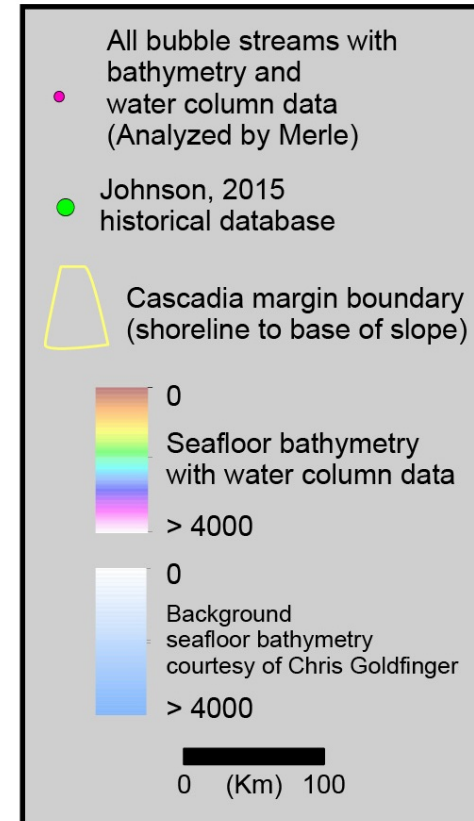 All bubble streams with
bathymetry and
water column data
(Analyzed by Merle)
Johnson, 2015
historical database
Cascadia margin boundary
(shoreline to base of slope)
0
Seafloor bathymetry
with water column data
> 4000
0
Background
seafloor bathymetry
courtesy of Chris Goldfinger
> 4000
0 (Km) 100